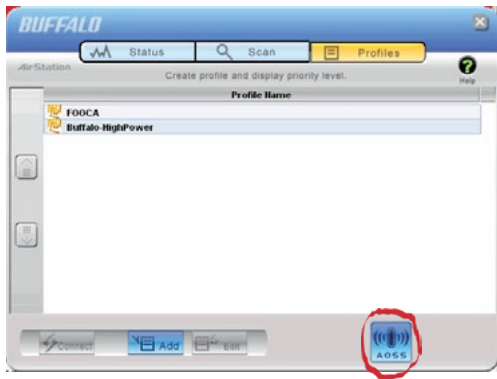 BUFFALO
Status
Scan
Profiles
AirStation
Create profile and display priority level.
Help
Profile Name
FOOCA
Buffalo-HighPower
Connect
Add
Edit
AOSS